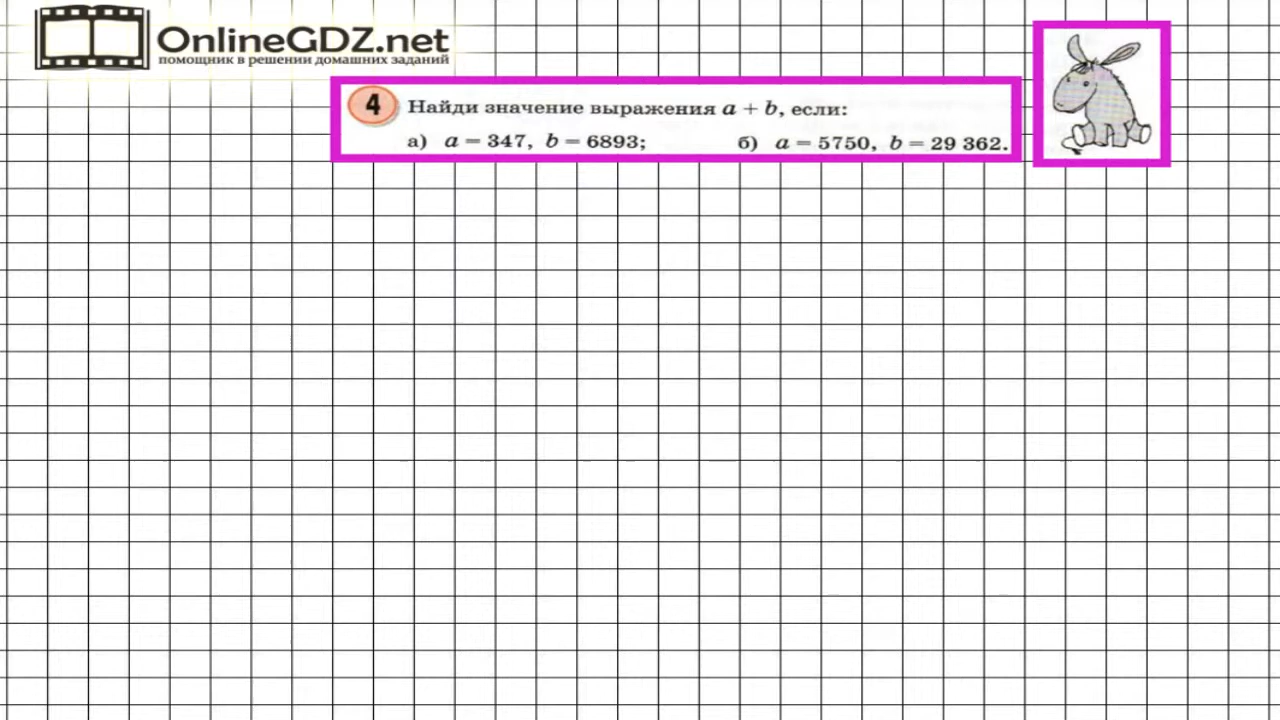 OnlineGDZ.net
помощник в решении домашних заданий
4 Найди значение выражения a + b, если:
а) a = 347, b = 6893; б) a = 5750, b = 29 362.